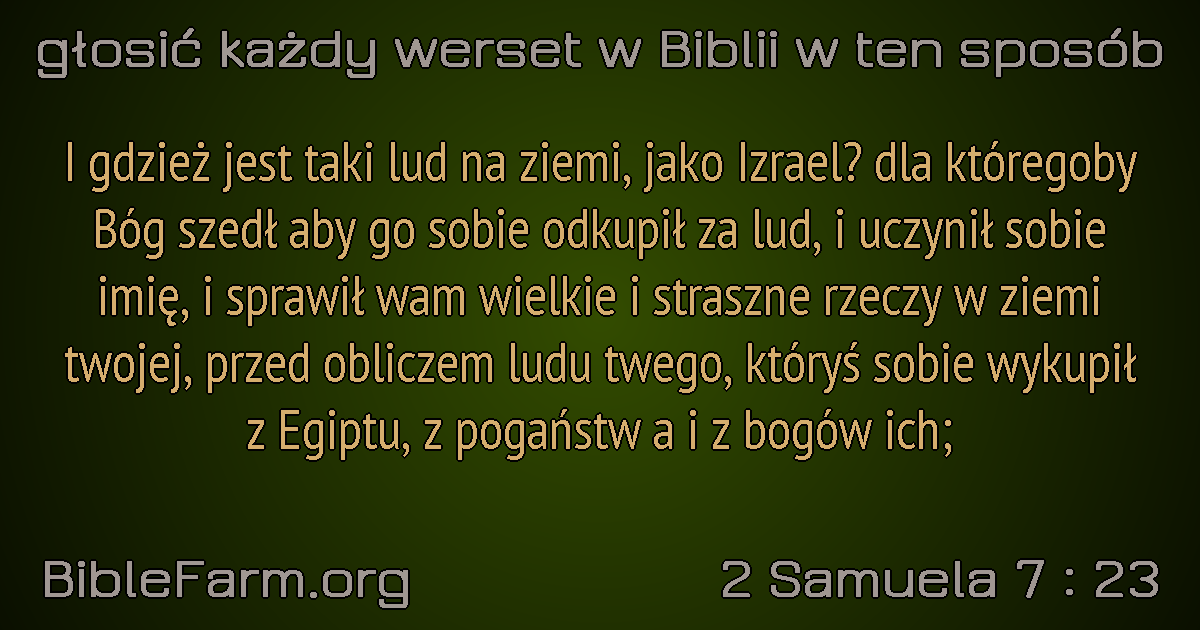 głosić każdy werset w Biblii w ten sposób
I gdzież jest taki lud na ziemi, jako Izrael? dla któregoby
Bóg szedł aby go sobie odkupił za lud, i uczynił sobie
imię, i sprawił wam wielkie i straszne rzeczy w ziemi
twojej, przed obliczem ludu twego, któryś sobie wykupił
z Egiptu, z pogaństw a i z bogów ich;
BibleFarm.org
2 Samuela 7 : 23